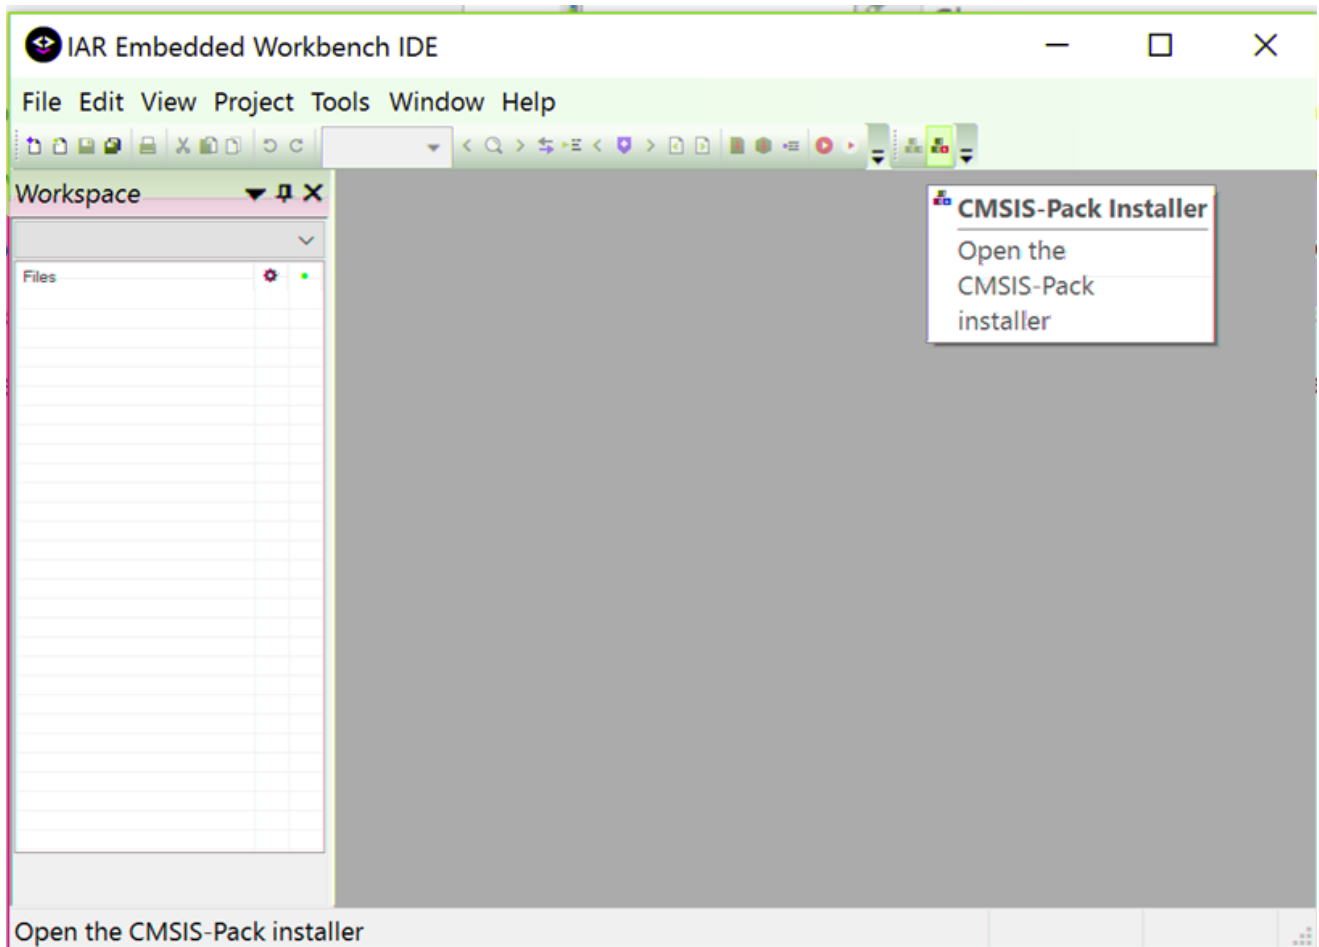 IAR Embedded Workbench IDE
File Edit View Project Tools Window Help
Workspace
Files
CMSIS-Pack Installer
Open the
CMSIS-Pack
installer
Open the CMSIS-Pack installer